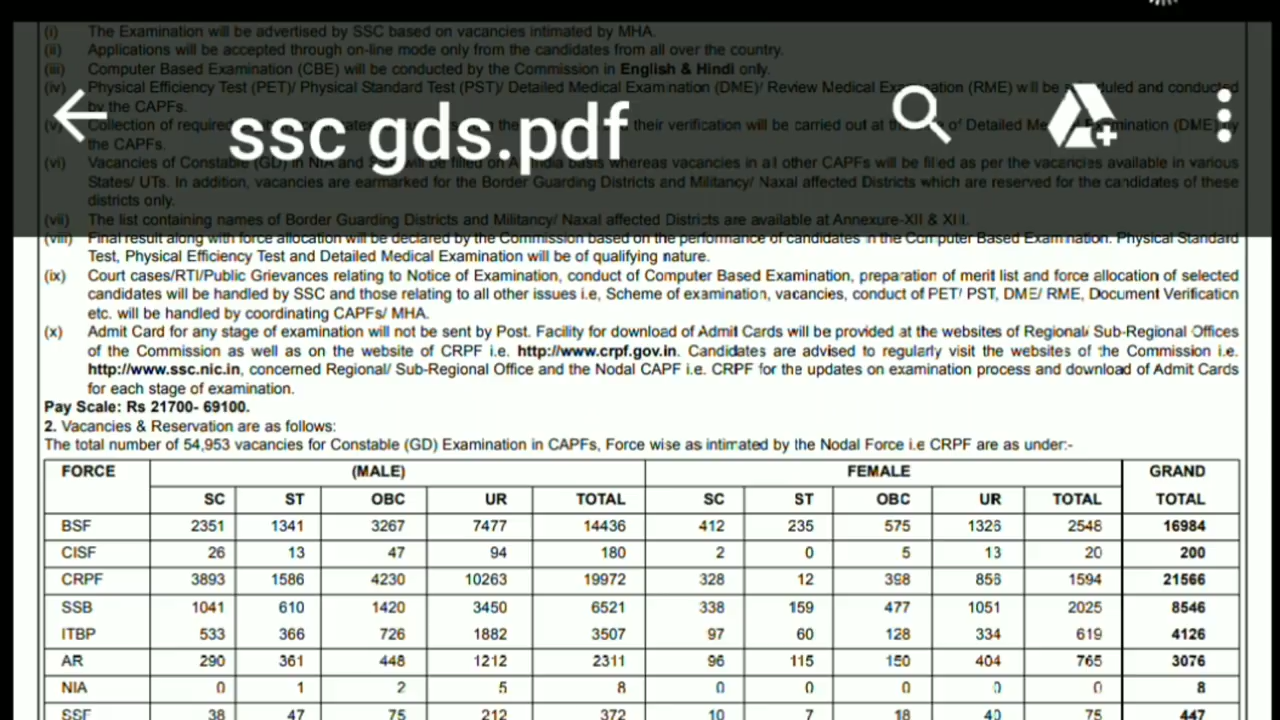 (i) The Examination will be advertised by SSC based on vacancies intimated by MHA.
(ii) Applications will be accepted through on-line mode only from the candidates from all over the country.
(iii) Computer Based Examination (CBE) will be conducted by the Commission in English & Hindi only.
(iv) Physical Efficiency Test (PET)/ Physical Standard Test (PST)/ Detailed Medical Examination (DME)/ Review Medical Examination (RME) will be scheduled and conducted
by the CAPFs.
ssc gds.pdf
(v) Collection of required their verification will be carried out at the of Detailed Medical Examination (DME) by
the CAPFs.
(vi) Vacancies of Constable (GD) in NIA and will be filled on basis whereas vacancies in all other CAPFs will be filled as per the vacancies available in various
States/ UTs. In addition, vacancies are earmarked for the Border Guarding Districts and Militancy/ Naxal affected Districts which are reserved for the candidates of these
districts only.
(vii) The list containing names of Border Guarding Districts and Militancy/ Naxal affected Districts are available at Annexure-XII & XIII.
(viii) Final result along with force allocation will be declared by the Commission based on the performance of candidates in the Computer Based Examination. Physical Standard
Test, Physical Efficiency Test and Detailed Medical Examination will be of qualifying nature.
(ix) Court cases/RTI/Public Grievances relating to Notice of Examination, conduct of Computer Based Examination, preparation of merit list and force allocation of selected
candidates will be handled by SSC and those relating to all other issues i.e, Scheme of examination, vacancies, conduct of PET/ PST, DME/ RME, Document Verification
etc. will be handled by coordinating CAPFs/ MHA.
(x) Admit Card for any stage of examination will not be sent by Post. Facility for download of Admit Cards will be provided at the websites of Regional/ Sub-Regional Offices
of the Commission as well as on the website of CRPF i.e. http://www.crpf.gov.in. Candidates are advised to regularly visit the websites of the Commission i.e.
http://www.ssc.nic.in, concerned Regional/ Sub-Regional Office and the Nodal CAPF i.e. CRPF for the updates on examination process and download of Admit Cards
for each stage of examination.
Pay Scale: Rs 21700- 69100.
2. Vacancies & Reservation are as follows:
The total number of 54,953 vacancies for Constable (GD) Examination in CAPFs, Force wise as intimated by the Nodal Force i.e CRPF are as under:-
FORCE (MALE) FEMALE GRAND
SC ST OBC UR TOTAL SC ST OBC UR TOTAL TOTAL
BSF 2351 1341 3267 7477 14436 412 235 575 1326 2548 16984
CISF 26 13 47 94 180 2 0 5 13 20 200
CRPF 3893 1586 4230 10263 19972 328 12 398 856 1594 21566
SSB 1041 610 1420 3450 6521 338 159 477 1051 2025 8546
ITBP 533 366 726 1882 3507 97 60 128 334 619 4126
AR 290 361 448 1212 2311 96 115 150 404 765 3076
NIA 0 1 2 5 8 0 0 0 0 0 8
SSF 38 47 75 212 372 10 7 18 40 75 447